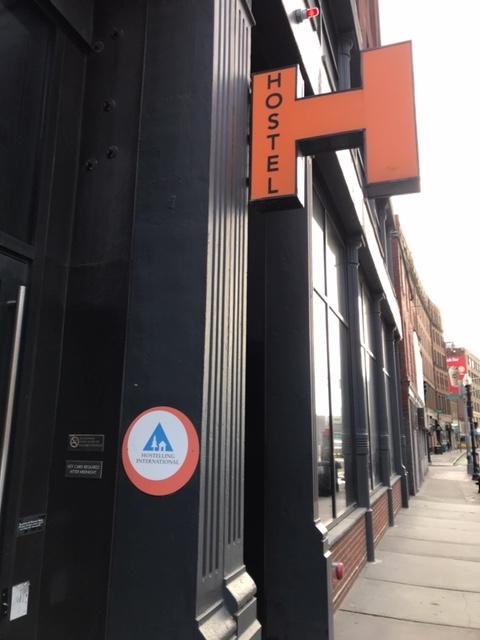 HOSTEL
HOSTELLING
INTERNATIONAL
KEY CARD REQUIRED
AFTER MIDNIGHT